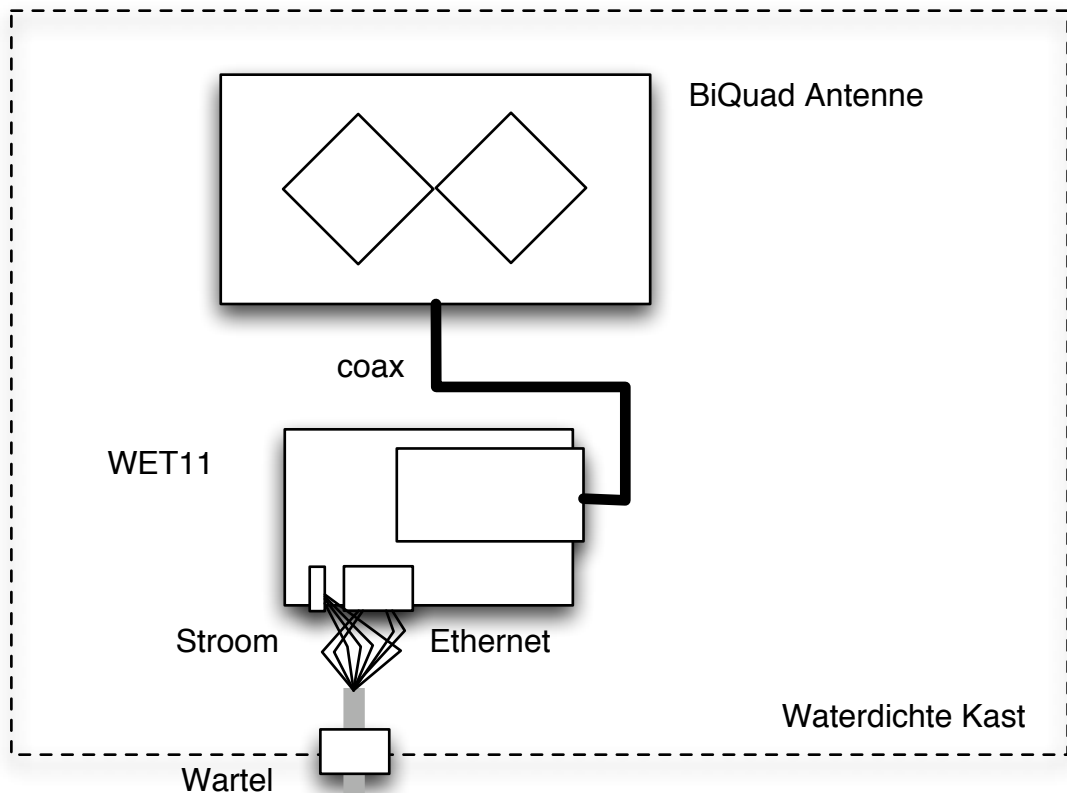 BiQuad Antenne
coax
WET11
Stroom
Ethernet
Waterdichte Kast
Wartel